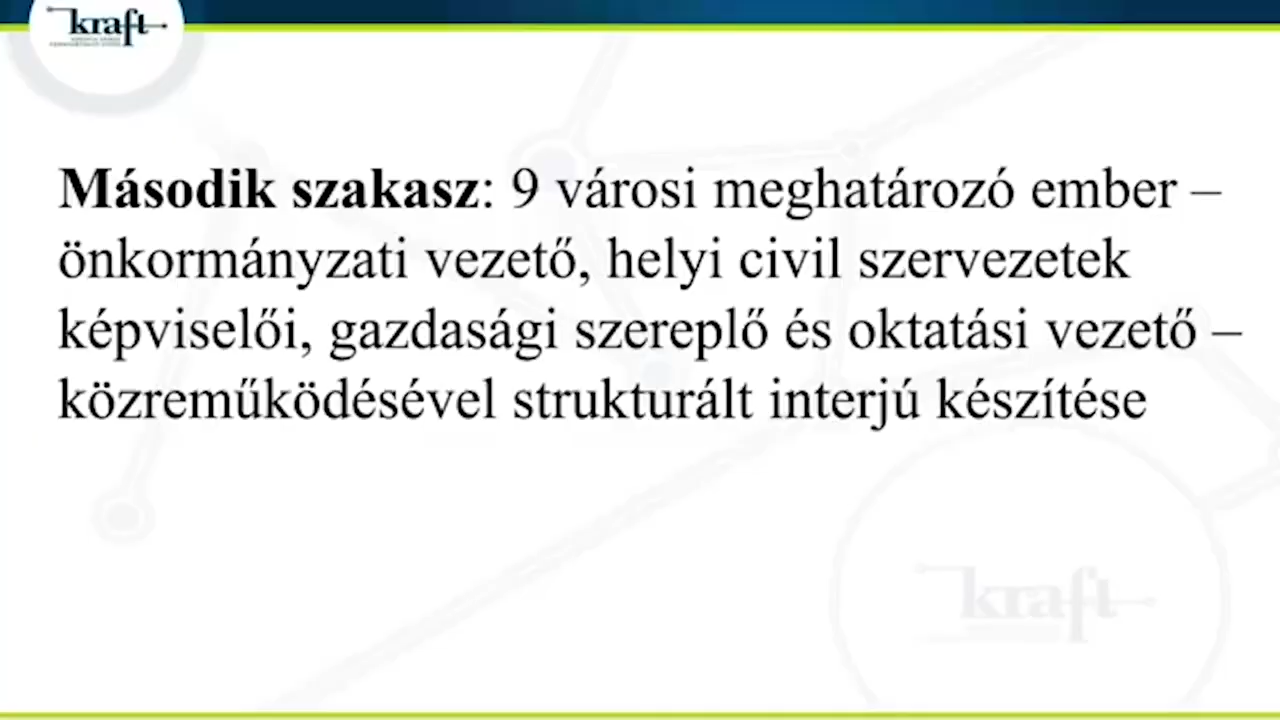 kraft
Második szakasz: 9 városi meghatározó ember –
önkormányzati vezető, helyi civil szervezetek
képviselői, gazdasági szereplő és oktatási vezető –
közreműködésével strukturált interjú készítése
kraft